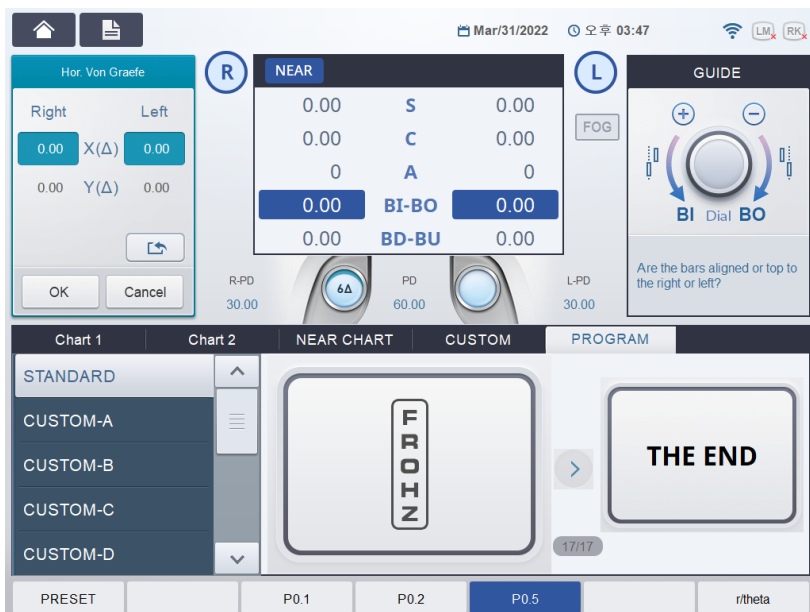 Mar/31/2022 오후 03:47 LM RK
Hor. Von Graefe
Right Left
0.00 X(Δ) 0.00
0.00 Y(Δ) 0.00
OK Cancel
R L
NEAR
0.00 S 0.00
0.00 C 0.00
0 A 0
0.00 BI-BO 0.00
0.00 BD-BU 0.00
FOG
R-PD PD L-PD
30.00 60.00 30.00
6Δ
GUIDE
BI Dial BO
Are the bars aligned or top to
the right or left?
Chart 1 Chart 2 NEAR CHART CUSTOM PROGRAM
STANDARD
CUSTOM-A
CUSTOM-B
CUSTOM-C
CUSTOM-D
F
R
O
H
Z
THE END
17/17
PRESET P0.1 P0.2 P0.5 r/theta